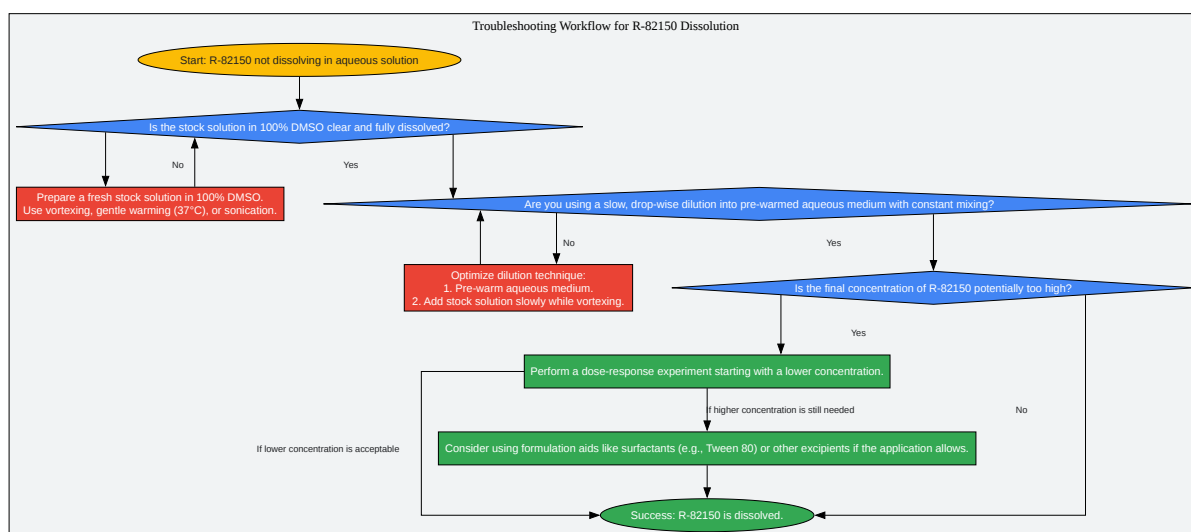 Troubleshooting Workflow for R-82150 Dissolution
Start: R-82150 not dissolving in aqueous solution
Is the stock solution in 100% DMSO clear and fully dissolved?
No
Yes
Prepare a fresh stock solution in 100% DMSO.
Use vortexing, gentle warming (37°C), or sonication.
Are you using a slow, drop-wise dilution into pre-warmed aqueous medium with constant mixing?
No
Yes
Optimize dilution technique:
1. Pre-warm aqueous medium.
2. Add stock solution slowly while vortexing.
Is the final concentration of R-82150 potentially too high?
Yes
Perform a dose-response experiment starting with a lower concentration.
If higher concentration is still needed
No
If lower concentration is acceptable
Consider using formulation aids like surfactants (e.g., Tween 80) or other excipients if the application allows.
Success: R-82150 is dissolved.